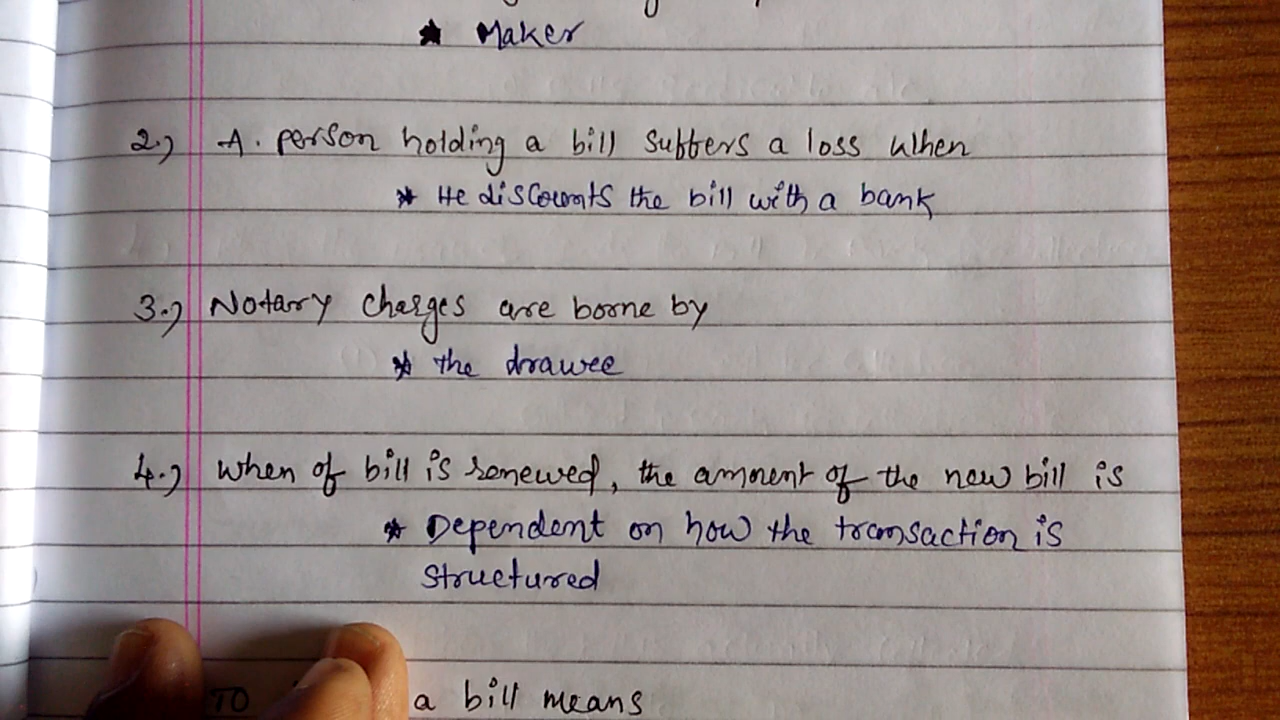 ★ Maker
2.) A. person holding a bill suffers a loss when
* He discounts the bill with a bank
3.) Notary charges are borne by
* the drawee
4.) when of bill is renewed, the amount of the new bill is
* Dependent on how the transaction is
structured
TO a bill means